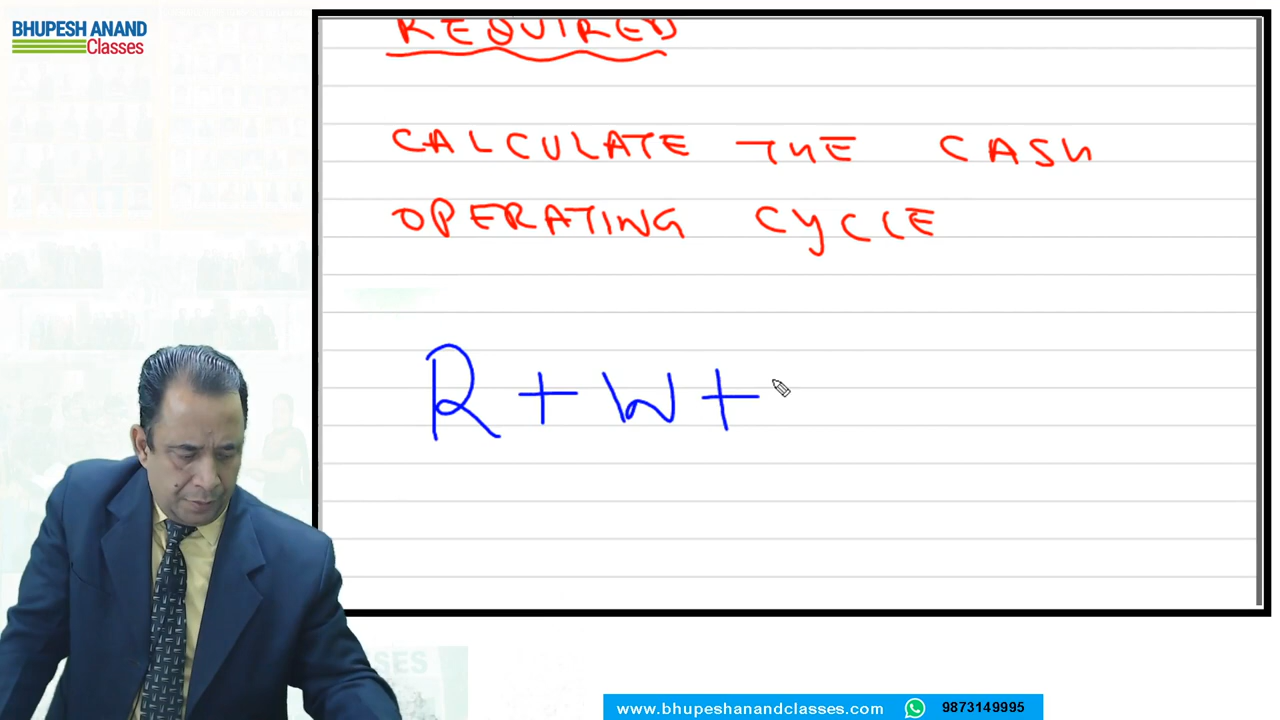 BHUPESH ANAND
Classes
REQUIRED
CALCULATE THE CASH
OPERATING CYCLE
R + W +
www.bhupeshanandclasses.com 9873149995